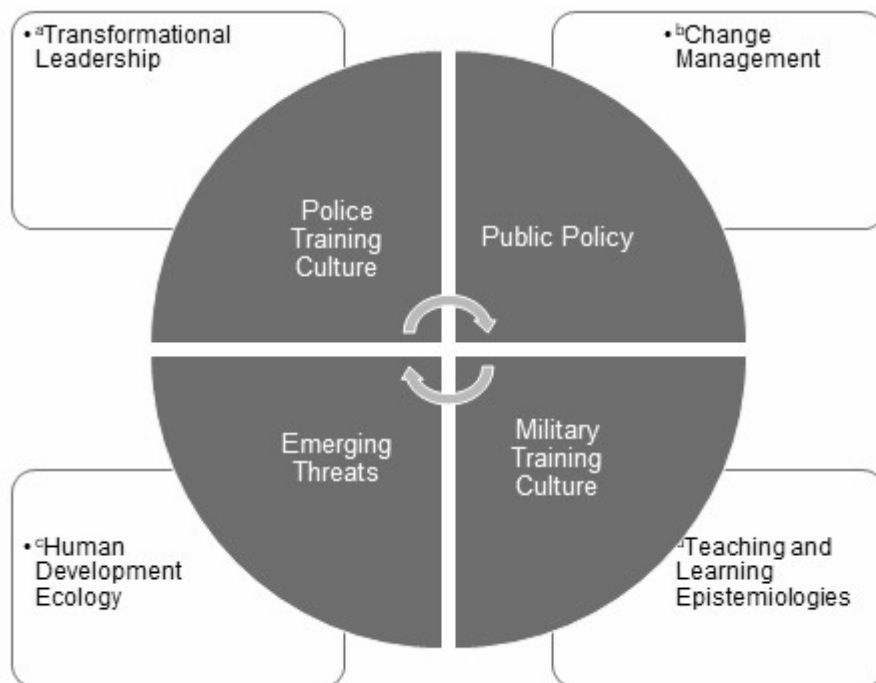 • ᵃTransformational
Leadership
• ᵇChange
Management
Police
Training
Culture
Public Policy
Emerging
Threats
Military
Training
Culture
• ᶜHuman
Development
Ecology
Teaching and
Learning
Epistemiologies